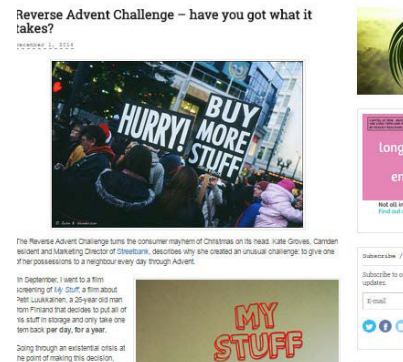 Reverse Advent Challenge – have you got what it
takes?
December 1, 2014
HURRY!
BUY
MORE
STUFF
The Reverse Advent Challenge turns the consumer mayhem of Christmas on its head. Kate Groves, Camden
resident and Marketing Director of Streetbank, describes why she created an unusual challenge: to give one
of her possessions to a neighbour every day through Advent.
In September, I went to a film
screening of My Stuff, a film about
Petri Luukkainen, a 26-year old man
from Finland that decides to put all of
his stuff in storage and only take one
item back per day, for a year.
Going through an existential crisis at
the point of making this decision,
MY
STUFF
long
en
Not all in
Find out
Subscribe /
Subscribe to o
updates.
E-mail